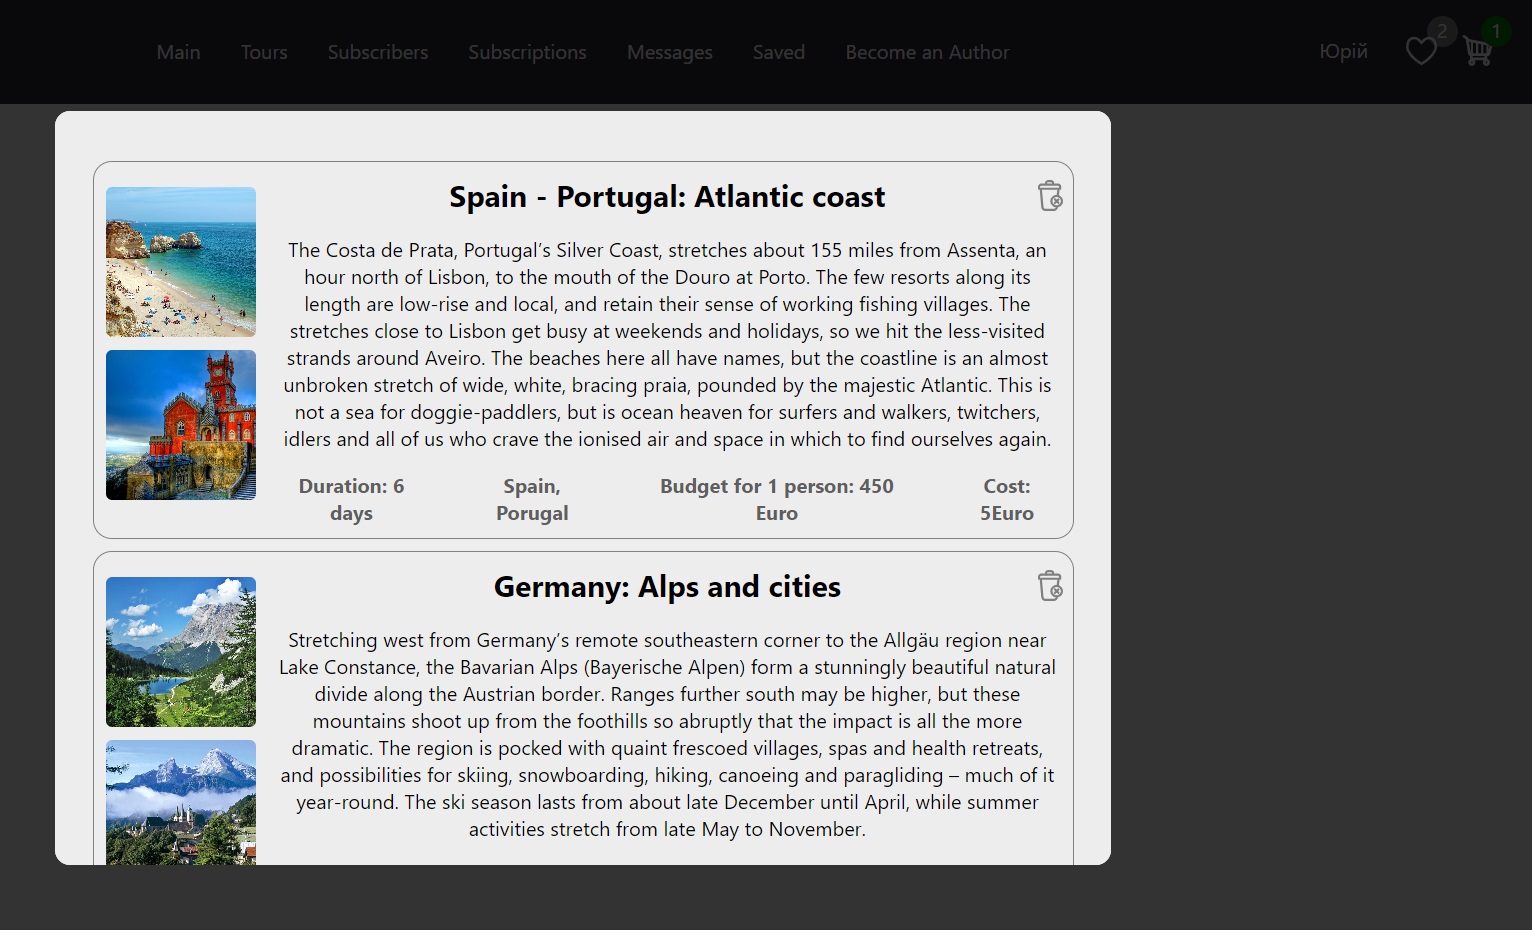 Main Tours Subscribers Subscriptions Messages Saved Become an Author Юрій 2 1
Spain - Portugal: Atlantic coast
The Costa de Prata, Portugal’s Silver Coast, stretches about 155 miles from Assenta, an
hour north of Lisbon, to the mouth of the Douro at Porto. The few resorts along its
length are low-rise and local, and retain their sense of working fishing villages. The
stretches close to Lisbon get busy at weekends and holidays, so we hit the less-visited
strands around Aveiro. The beaches here all have names, but the coastline is an almost
unbroken stretch of wide, white, bracing praia, pounded by the majestic Atlantic. This is
not a sea for doggie-paddlers, but is ocean heaven for surfers and walkers, twitchers,
idlers and all of us who crave the ionised air and space in which to find ourselves again.
Duration: 6
days
Spain,
Porugal
Budget for 1 person: 450
Euro
Cost:
5Euro
Germany: Alps and cities
Stretching west from Germany’s remote southeastern corner to the Allgäu region near
Lake Constance, the Bavarian Alps (Bayerische Alpen) form a stunningly beautiful natural
divide along the Austrian border. Ranges further south may be higher, but these
mountains shoot up from the foothills so abruptly that the impact is all the more
dramatic. The region is pocked with quaint frescoed villages, spas and health retreats,
and possibilities for skiing, snowboarding, hiking, canoeing and paragliding – much of it
year-round. The ski season lasts from about late December until April, while summer
activities stretch from late May to November.